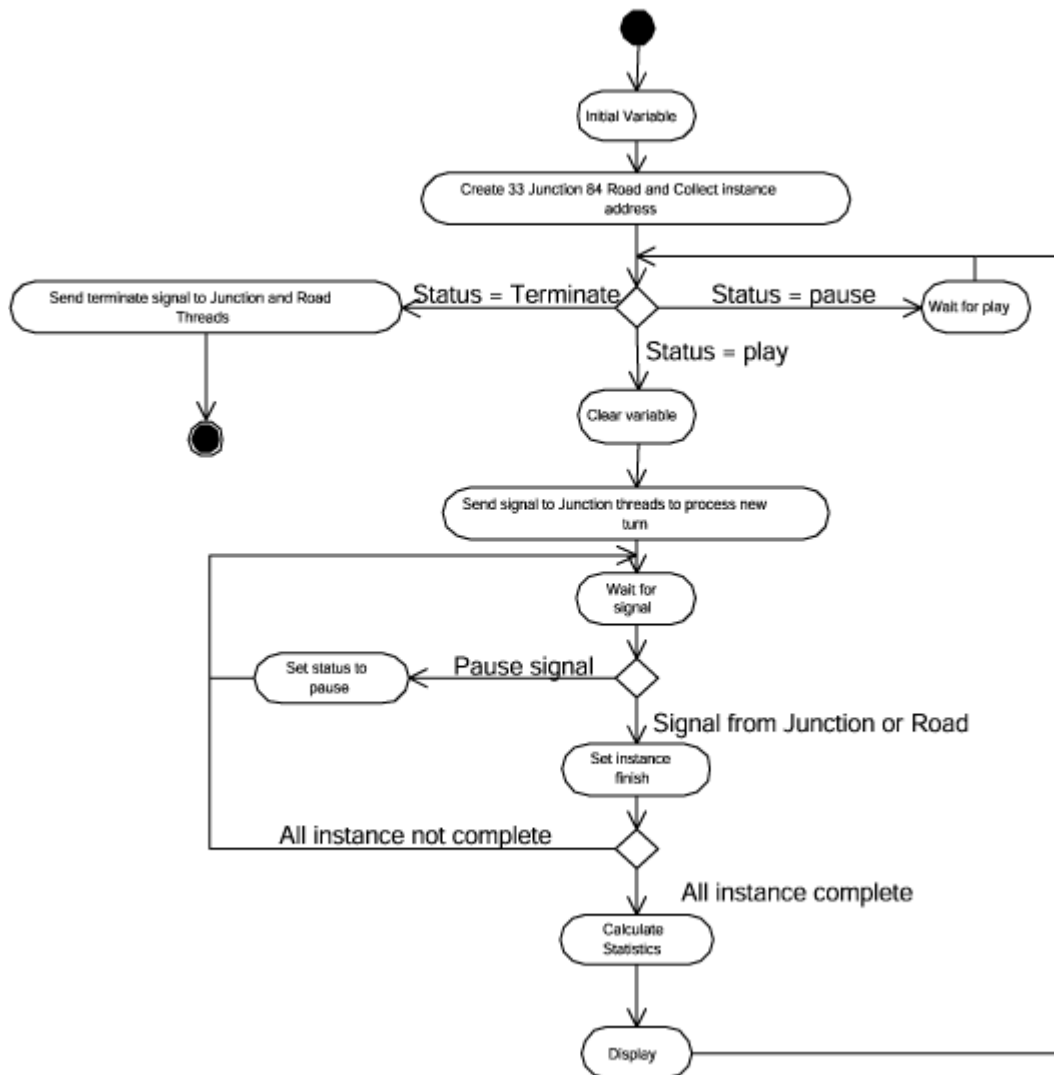 Initial Variable
Create 33 Junction 84 Road and Collect instance
address
Send terminate signal to Junction and Road
Threads
Status = Terminate
Status = pause
Wait for play
Status = play
Clear variable
Send signal to Junction threads to process new
turn
Wait for
signal
Set status to
pause
Pause signal
Signal from Junction or Road
Set instance
finish
All instance not complete
All instance complete
Calculate
Statistics
Display